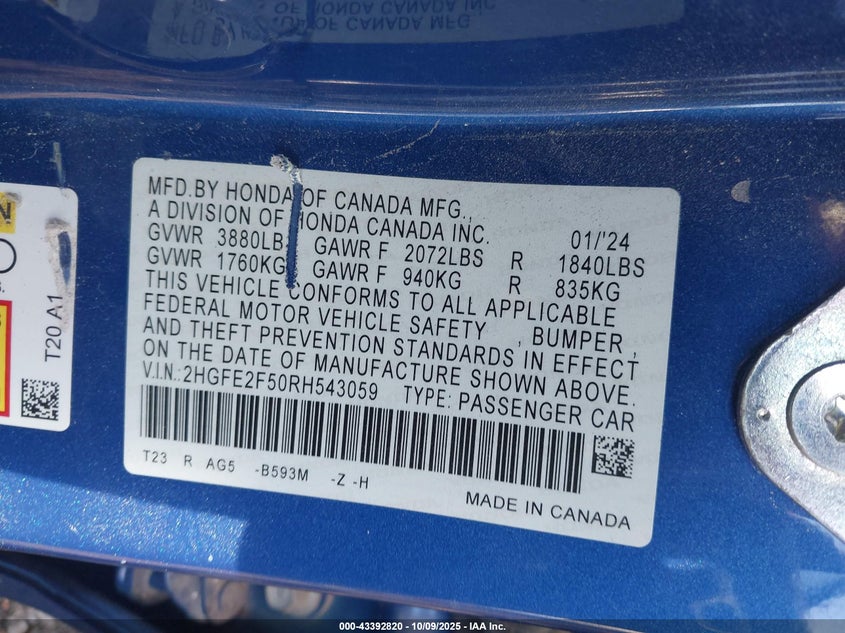 MFD.BY HONDA OF CANADA MFG.,
A DIVISION OF HONDA CANADA INC. 01/'24
GVWR 3880LBS GAWR F 2072LBS R 1840LBS
GVWR 1760KG GAWR F 940KG R 835KG
THIS VEHICLE CONFORMS TO ALL APPLICABLE
FEDERAL MOTOR VEHICLE SAFETY , BUMPER ,
AND THEFT PREVENTION STANDARDS IN EFFECT
ON THE DATE OF MANUFACTURE SHOWN ABOVE.
V.I.N.:2HGFE2F50RH543059 TYPE: PASSENGER CAR
T23 R AG5 -B593M -Z -H
MADE IN CANADA
T20 A1
000-43392820 | 10/09/2025 | IAA Inc.